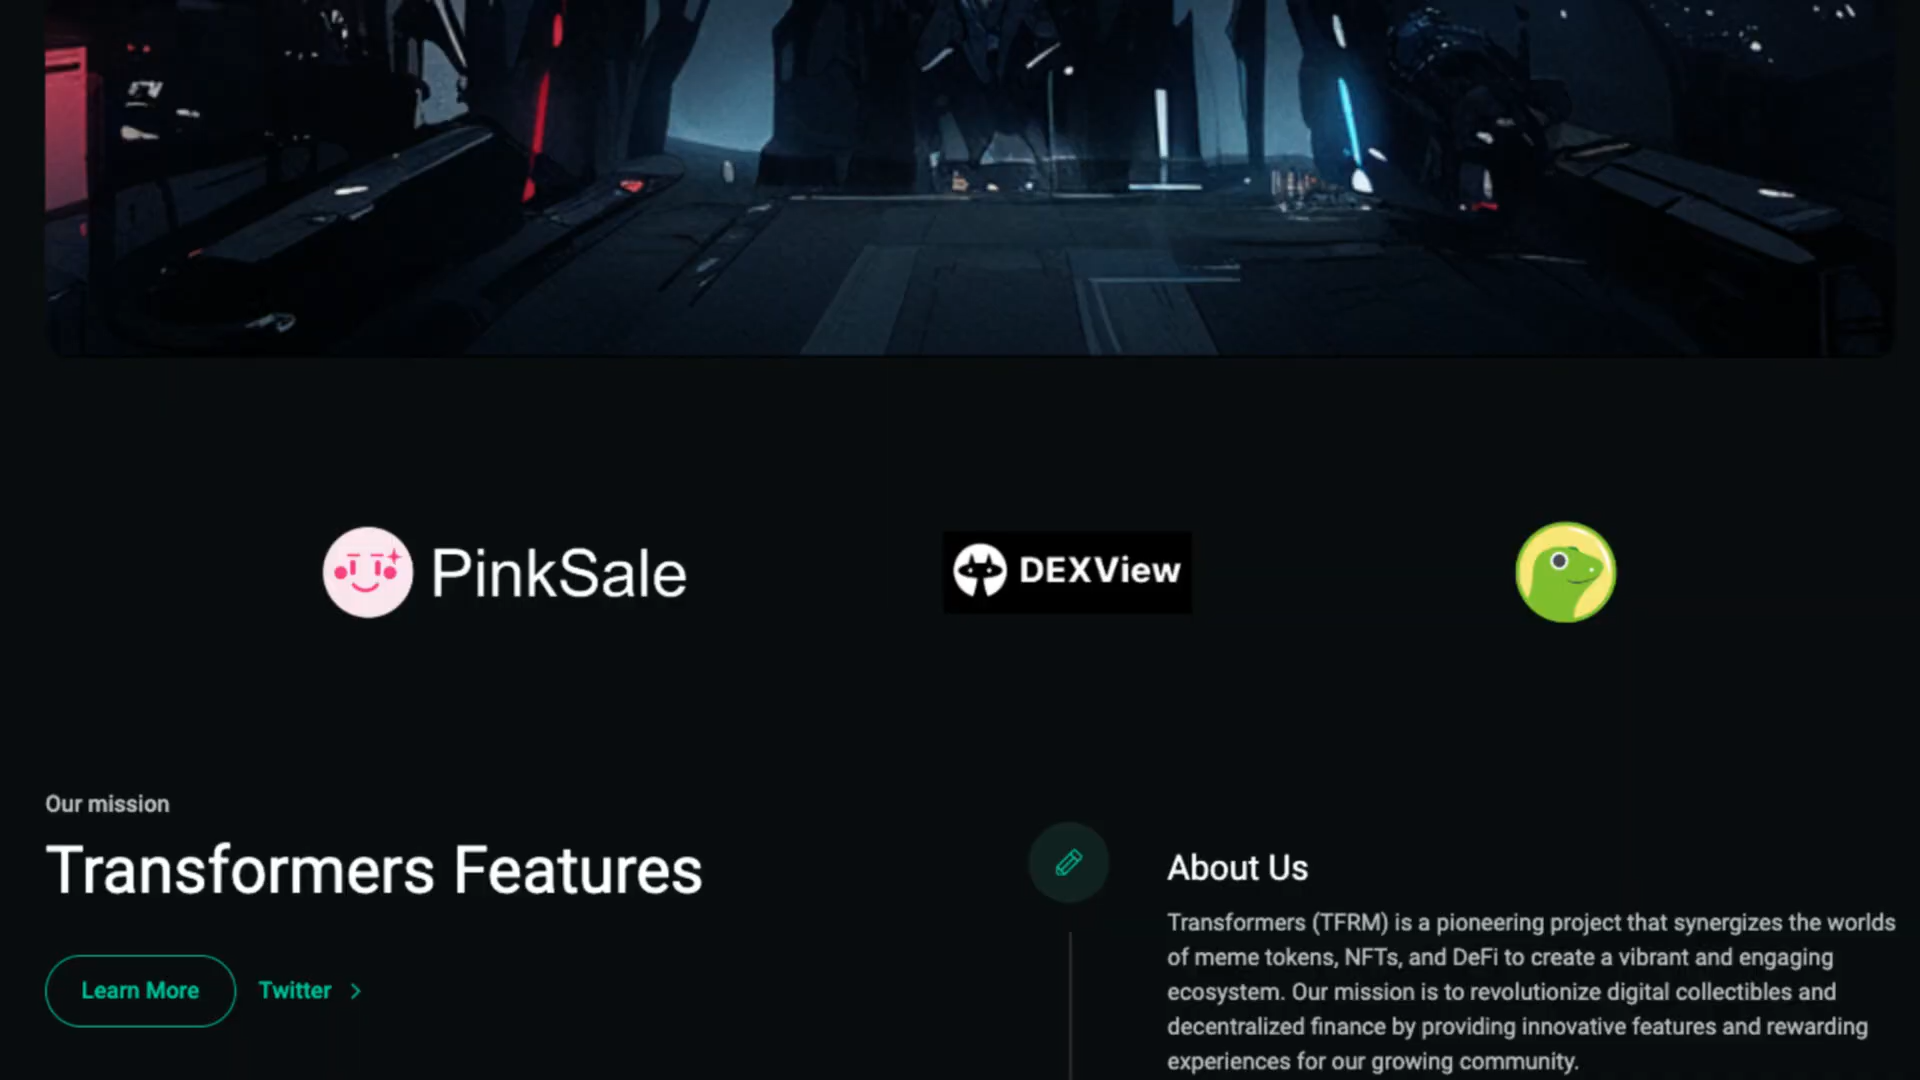 PinkSale
DEXView
Our mission
Transformers Features
Learn More
Twitter
About Us
Transformers (TFRM) is a pioneering project that synergizes the worlds
of meme tokens, NFTs, and DeFi to create a vibrant and engaging
ecosystem. Our mission is to revolutionize digital collectibles and
decentralized finance by providing innovative features and rewarding
experiences for our growing community.